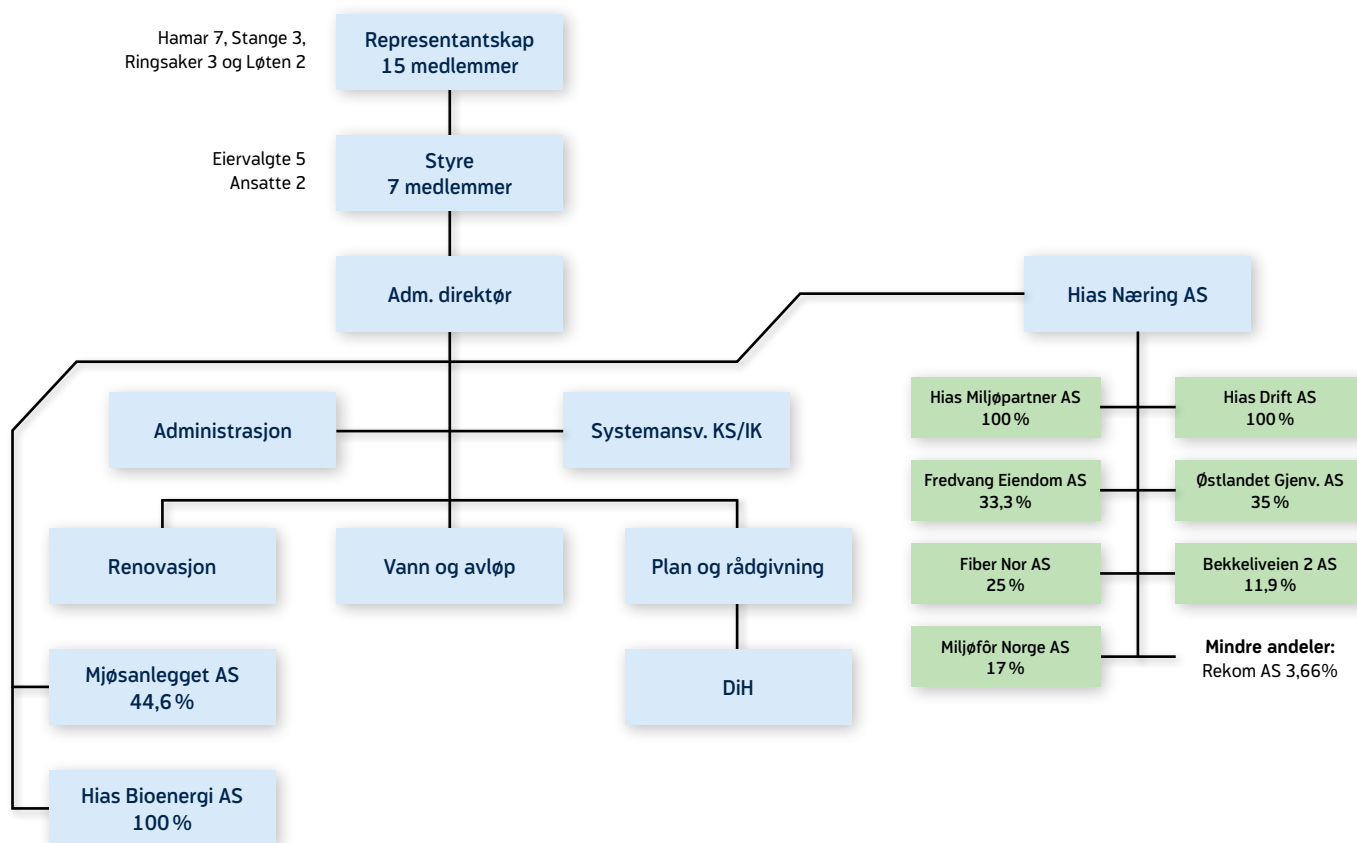 Hamar 7, Stange 3,
Ringsaker 3 og Løten 2
Representantskap
15 medlemmer
Eiervalgte 5
Ansatte 2
Styre
7 medlemmer
Adm. direktør
Hias Næring AS
Administrasjon
Systemansv. KS/IK
Hias Miljøpartner AS
100 %
Hias Drift AS
100 %
Fredvang Eiendom AS
33,3 %
Østlandet Gjenv. AS
35 %
Renovasjon
Vann og avløp
Plan og rådgivning
Fiber Nor AS
25 %
Bekkeliveien 2 AS
11,9 %
Mjøsanlegget AS
44,6 %
DiH
Miljøfôr Norge AS
17 %
Mindre andeler:
Rekom AS 3,66%
Hias Bioenergi AS
100 %